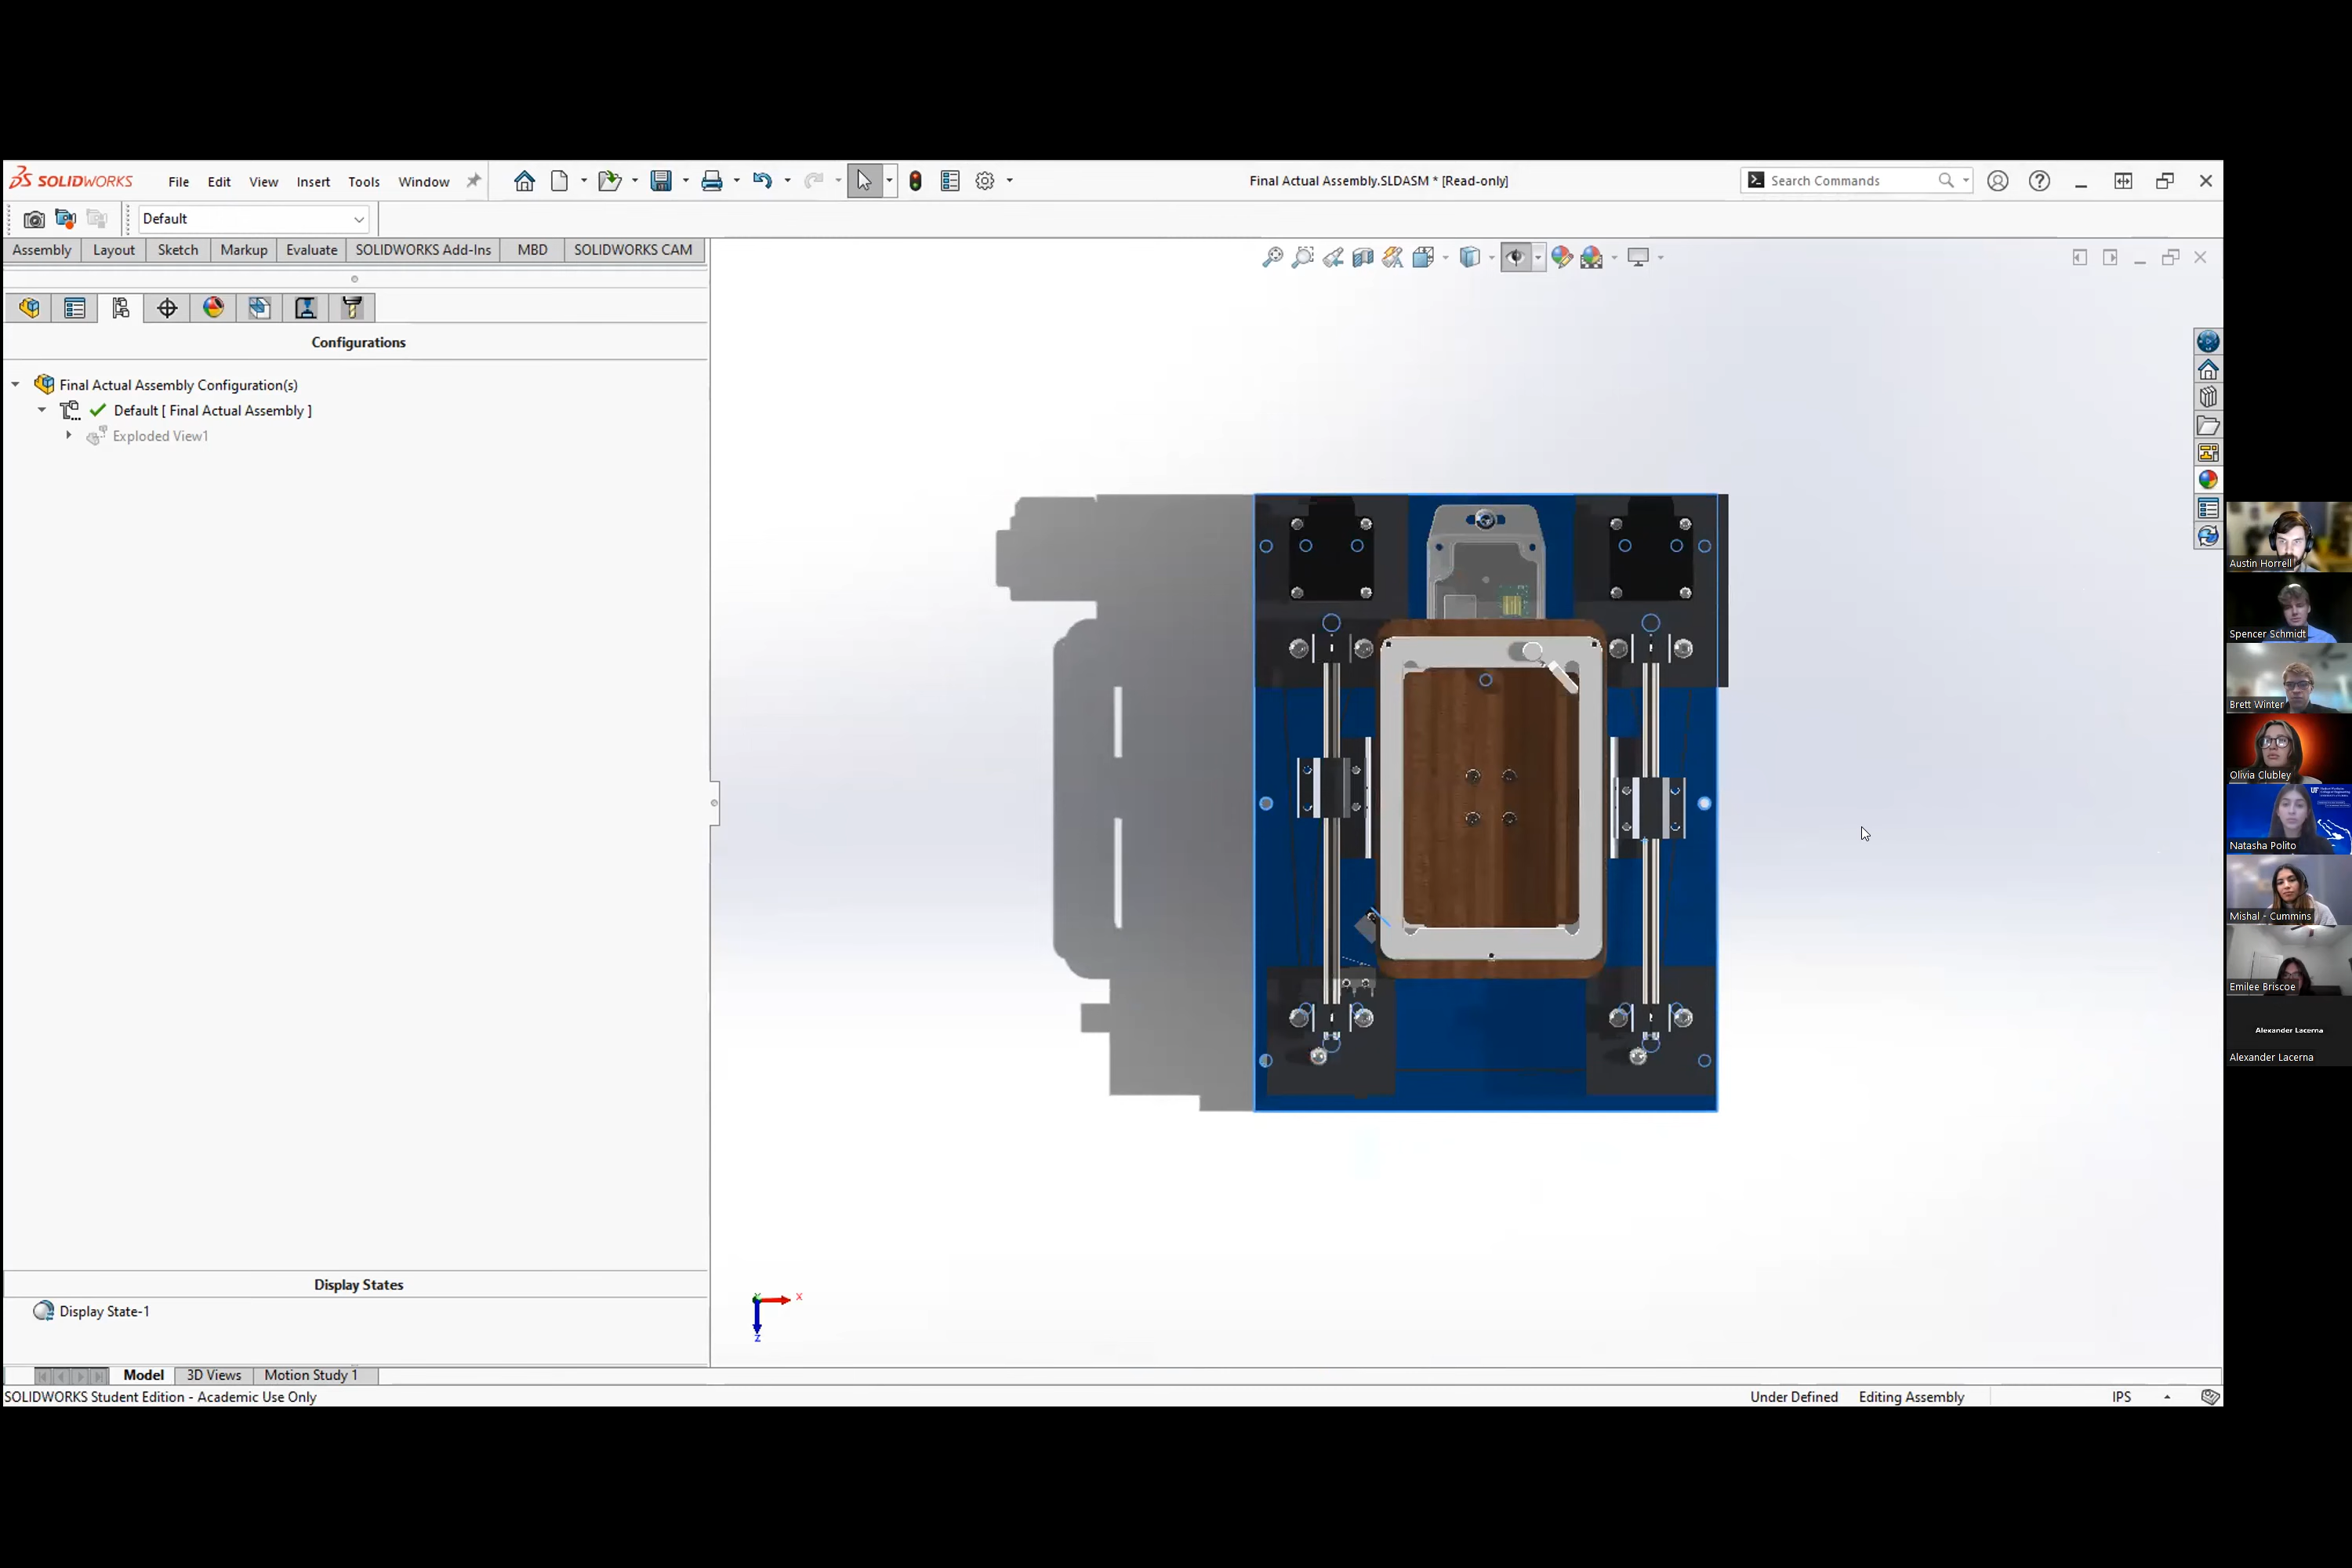 SOLIDWORKS File Edit View Insert Tools Window Final Actual Assembly.SLDASM * [Read-only] Search Commands
Default
Assembly Layout Sketch Markup Evaluate SOLIDWORKS Add-Ins MBD SOLIDWORKS CAM
Configurations
Final Actual Assembly Configuration(s)
Default [ Final Actual Assembly ]
Exploded View1
Austin Horrell
Spencer Schmidt
Brett Winter
Olivia Clubley
UF
Natasha Polito
Mishal - Cummins
Emilee Briscoe
Alexander Lacerna
Alexander Lacerna
Display States
Display State-1
Y X
Z
Model 3D Views Motion Study 1
SOLIDWORKS Student Edition - Academic Use Only Under Defined Editing Assembly IPS